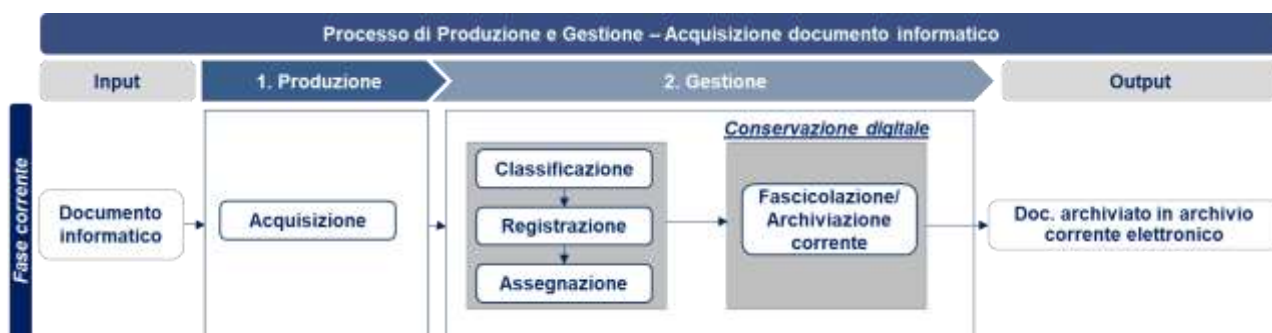 Processo di Produzione e Gestione – Acquisizione documento informatico
Input
1. Produzione
2. Gestione
Output
Fase corrente
Documento
informatico
Acquisizione
Classificazione
Registrazione
Assegnazione
Conservazione digitale
Fascicolazione/
Archiviazione
corrente
Doc. archiviato in archivio
corrente elettronico